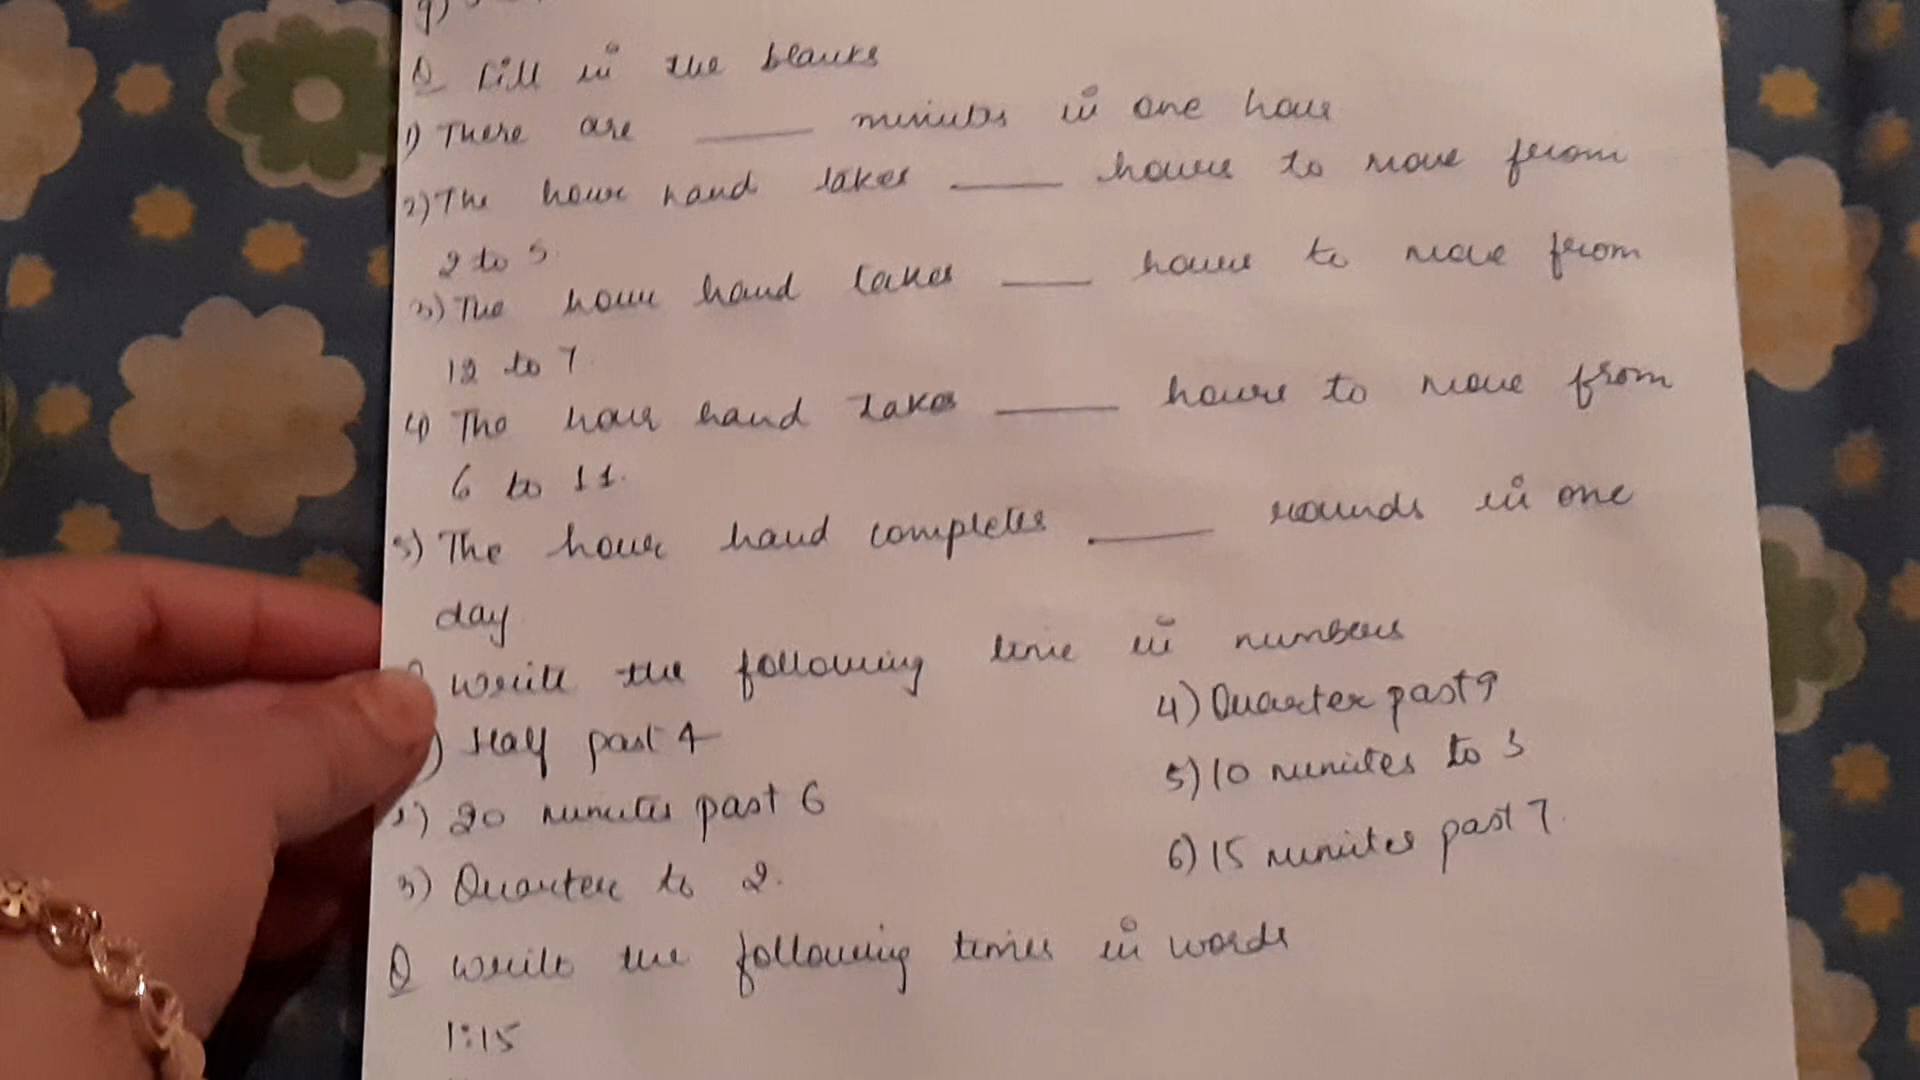 9)
Q Fill in the blanks
1) There are ____ minutes in one hour
2) The hour hand takes ____ hours to move from
2 to 5.
3) The hour hand takes ____ hours to move from
12 to 7.
4) The hour hand takes ____ hours to move from
6 to 11.
5) The hour hand completes ____ rounds in one
day
Write the following time in numbers
) Half past 4
2) 20 minutes past 6
3) Quarter to 2.
4) Quarter past 9
5) 10 minutes to 3
6) 15 minutes past 7.
Q Write the following times in words
1:15